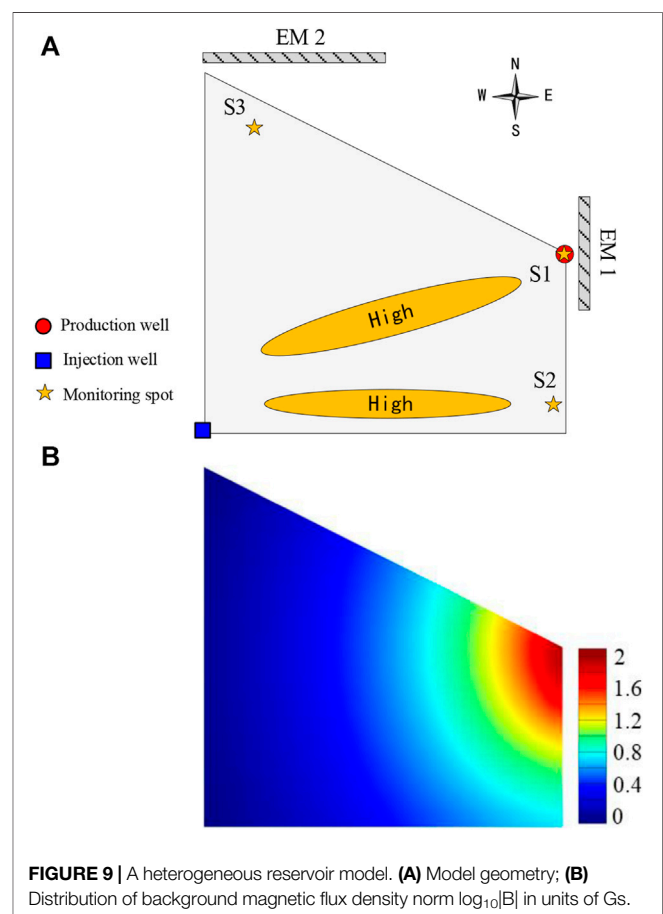 A
EM 2
N
W E
S
S3
EM 1
S1
High
Production well
Injection well
Monitoring spot
S2
High
B
2
1.6
1.2
0.8
0.4
0
FIGURE 9 | A heterogeneous reservoir model. (A) Model geometry; (B)
Distribution of background magnetic flux density norm log₁₀|B| in units of Gs.